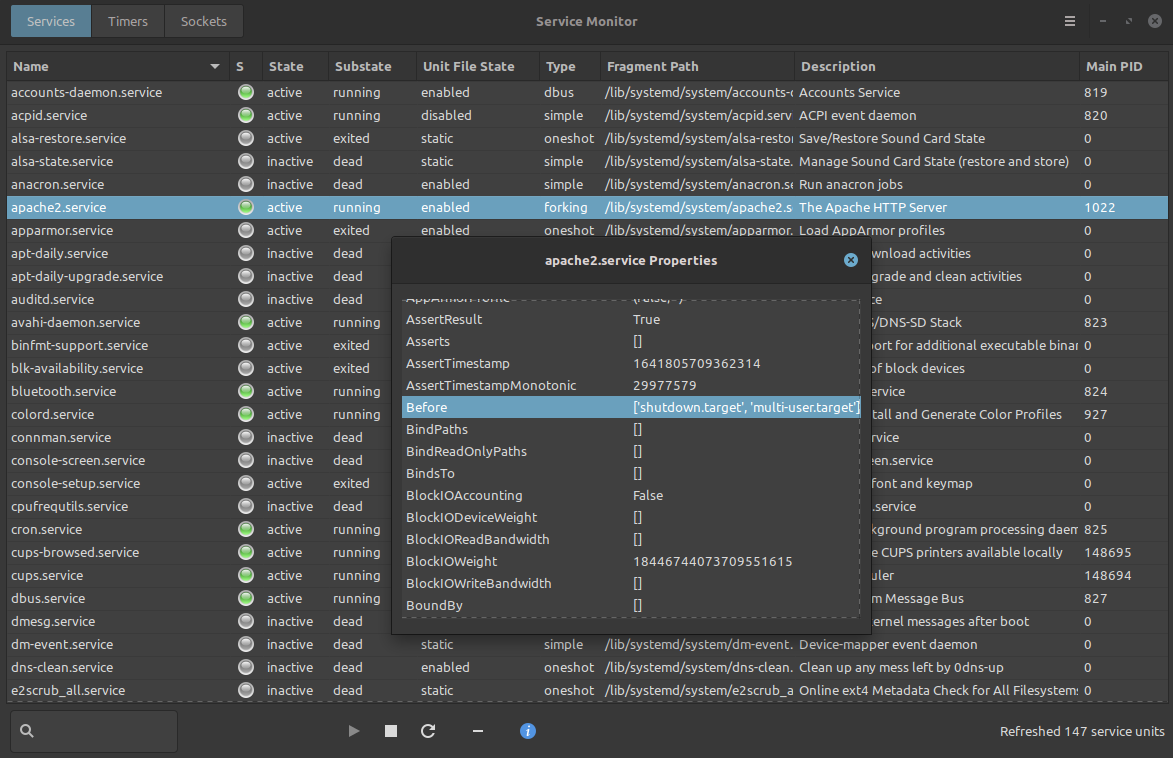 Services Timers Sockets Service Monitor
Name S State Substate Unit File State Type Fragment Path Description Main PID
accounts-daemon.service active running enabled dbus /lib/systemd/system/accounts- Accounts Service 819
acpid.service active running disabled simple /lib/systemd/system/acpid.serv ACPI event daemon 820
alsa-restore.service active exited static oneshot /lib/systemd/system/alsa-restor Save/Restore Sound Card State 0
alsa-state.service inactive dead static simple /lib/systemd/system/alsa-state. Manage Sound Card State (restore and store) 0
anacron.service inactive dead enabled simple /lib/systemd/system/anacron.se Run anacron jobs 0
apache2.service active running enabled forking /lib/systemd/system/apache2.s The Apache HTTP Server 1022
apparmor.service active exited enabled oneshot /lib/systemd/system/apparmor. Load AppArmor profiles 0
apt-daily.service inactive dead wnload activities 0
apt-daily-upgrade.service inactive dead grade and clean activities 0
auditd.service inactive dead ce 0
avahi-daemon.service active running S/DNS-SD Stack 823
binfmt-support.service active exited ort for additional executable binar 0
blk-availability.service active exited of block devices 0
bluetooth.service active running ervice 824
colord.service active running tall and Generate Color Profiles 927
connman.service inactive dead rvice 0
console-screen.service inactive dead en.service 0
console-setup.service active exited font and keymap 0
cpufrequtils.service inactive dead .service 0
cron.service active running kground program processing daem 825
cups-browsed.service active running e CUPS printers available locally 148695
cups.service active running uler 148694
dbus.service active running m Message Bus 827
dmesg.service inactive dead ernel messages after boot 0
dm-event.service inactive dead static simple /lib/systemd/system/dm-event. Device-mapper event daemon 0
dns-clean.service inactive dead enabled oneshot /lib/systemd/system/dns-clean. Clean up any mess left by 0dns-up 0
e2scrub_all.service inactive dead static oneshot /lib/systemd/system/e2scrub_a Online ext4 Metadata Check for All Filesystems 0
apache2.service Properties
AssertResult True
Asserts []
AssertTimestamp 1641805709362314
AssertTimestampMonotonic 29977579
Before ['shutdown.target', 'multi-user.target']
BindPaths []
BindReadOnlyPaths []
BindsTo []
BlockIOAccounting False
BlockIODeviceWeight []
BlockIOReadBandwidth []
BlockIOWeight 18446744073709551615
BlockIOWriteBandwidth []
BoundBy []
Refreshed 147 service units